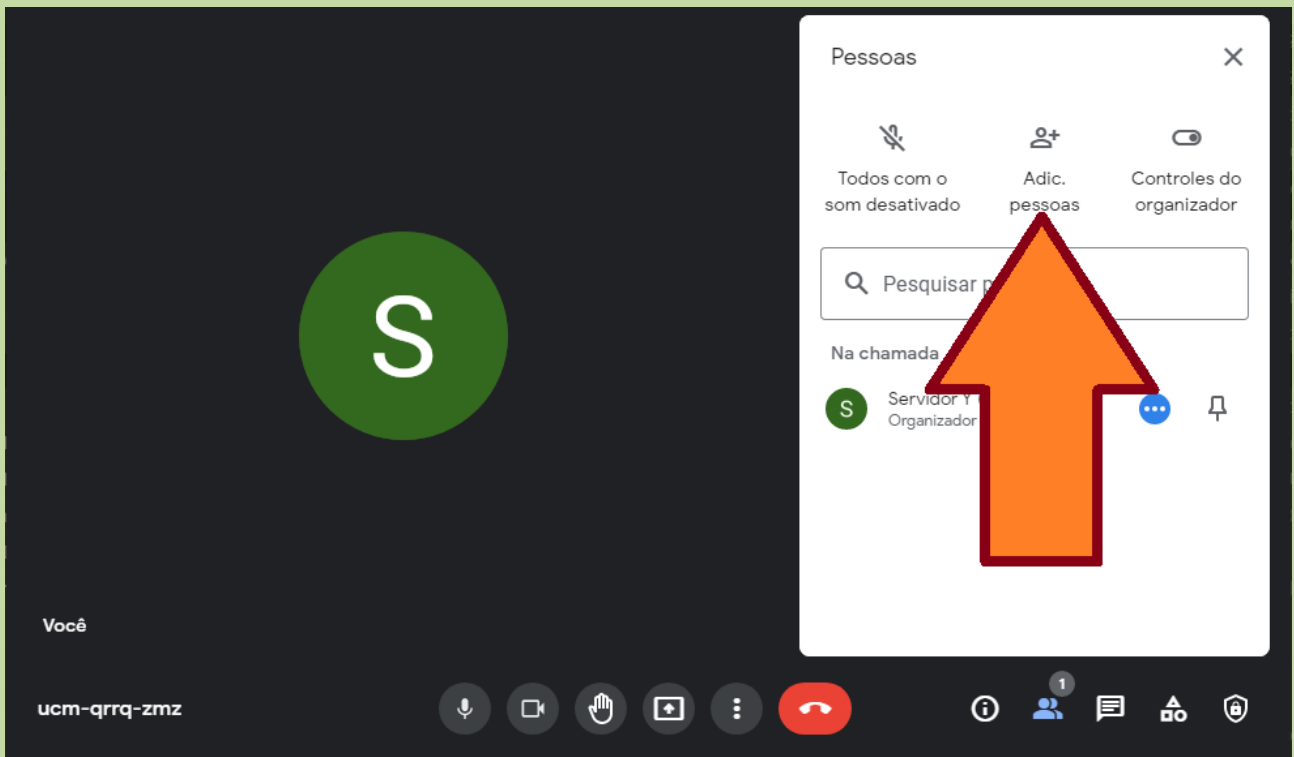 Pessoas
Todos com o
som desativado
Adic.
pessoas
Controles do
organizador
S
Pesquisar
Na chamada
S
Servidor Y
Organizador
Você
ucm-qrrq-zmz
1